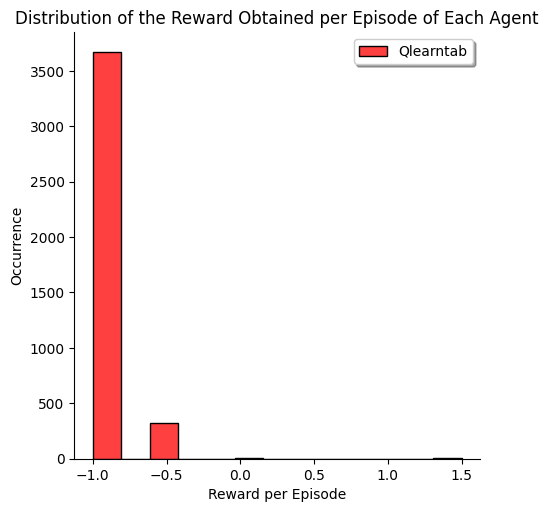 Distribution of the Reward Obtained per Episode of Each Agent
Qlearntab
3500
3000
2500
2000
1500
1000
500
0
Occurrence
−1.0 −0.5 0.0 0.5 1.0 1.5
Reward per Episode